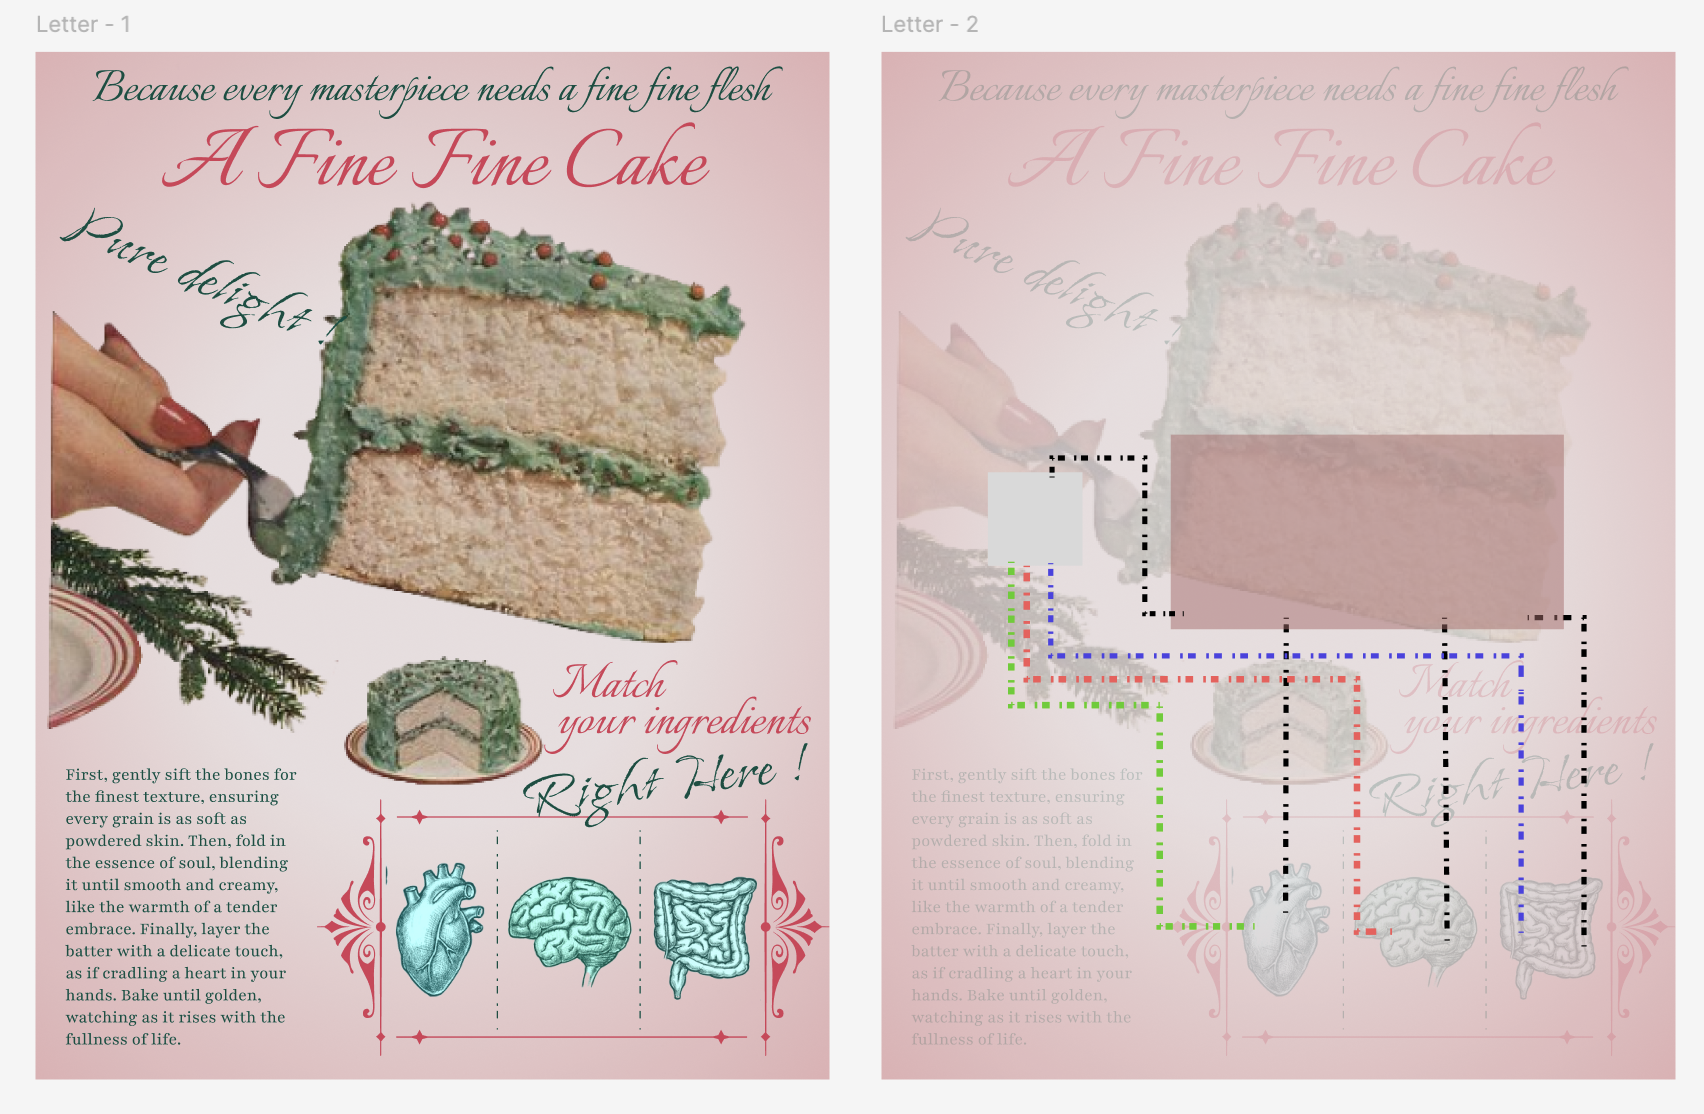 Letter - 1
Because every masterpiece needs a fine fine flesh
A Fine Fine Cake
Pure delight !
Match
your ingredients
Right Here !
First, gently sift the bones for
the finest texture, ensuring
every grain is as soft as
powdered skin. Then, fold in
the essence of soul, blending
it until smooth and creamy,
like the warmth of a tender
embrace. Finally, layer the
batter with a delicate touch,
as if cradling a heart in your
hands. Bake until golden,
watching as it rises with the
fullness of life.
Letter - 2
Because every masterpiece needs a fine fine flesh
A Fine Fine Cake
Pure delight !
Match
your ingredients
Right Here !
First, gently sift the bones for
the finest texture, ensuring
every grain is as soft as
powdered skin. Then, fold in
the essence of soul, blending
it until smooth and creamy,
like the warmth of a tender
embrace. Finally, layer the
batter with a delicate touch,
as if cradling a heart in your
hands. Bake until golden,
watching as it rises with the
fullness of life.